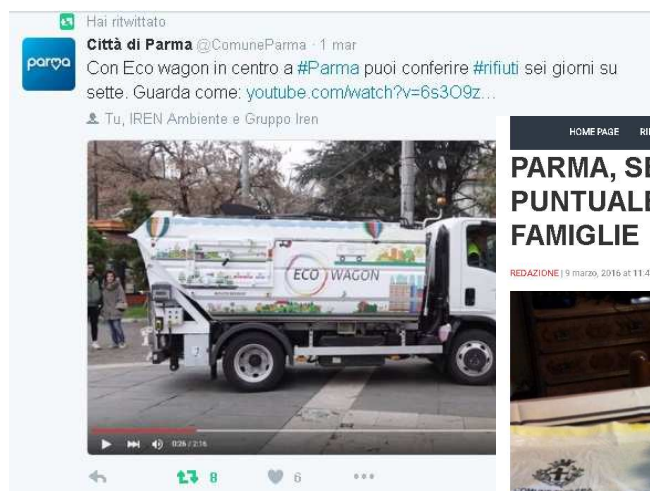 Hai ritwittato
Città di Parma @ComuneParma · 1 mar
parma
Con Eco wagon in centro a #Parma puoi conferire #rifiuti sei giorni su
sette. Guarda come: youtube.com/watch?v=6s3O9z...
Tu, IREN Ambiente e Gruppo Iren
ECO WAGON
0:26 / 2:16
8
6
HOME PAGE
PARMA, SE
PUNTUALE
FAMIGLIE
REDAZIONE | 9 marzo, 2016 at 11:4